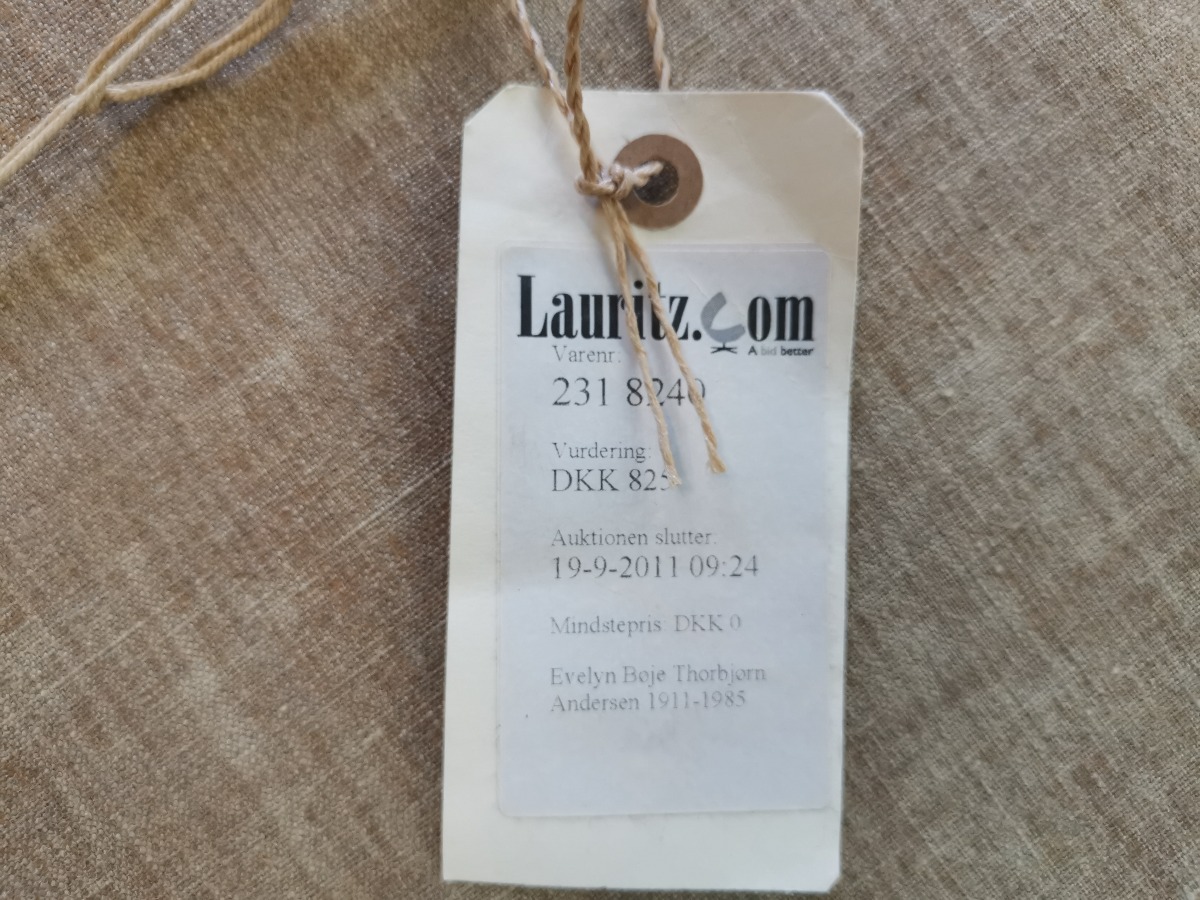 Lauritz.com
A bid better
Varenr:
231 8240
Vurdering:
DKK 825
Auktionen slutter:
19-9-2011 09:24
Mindstepris: DKK 0
Evelyn Bøje Thorbjørn
Andersen 1911-1985